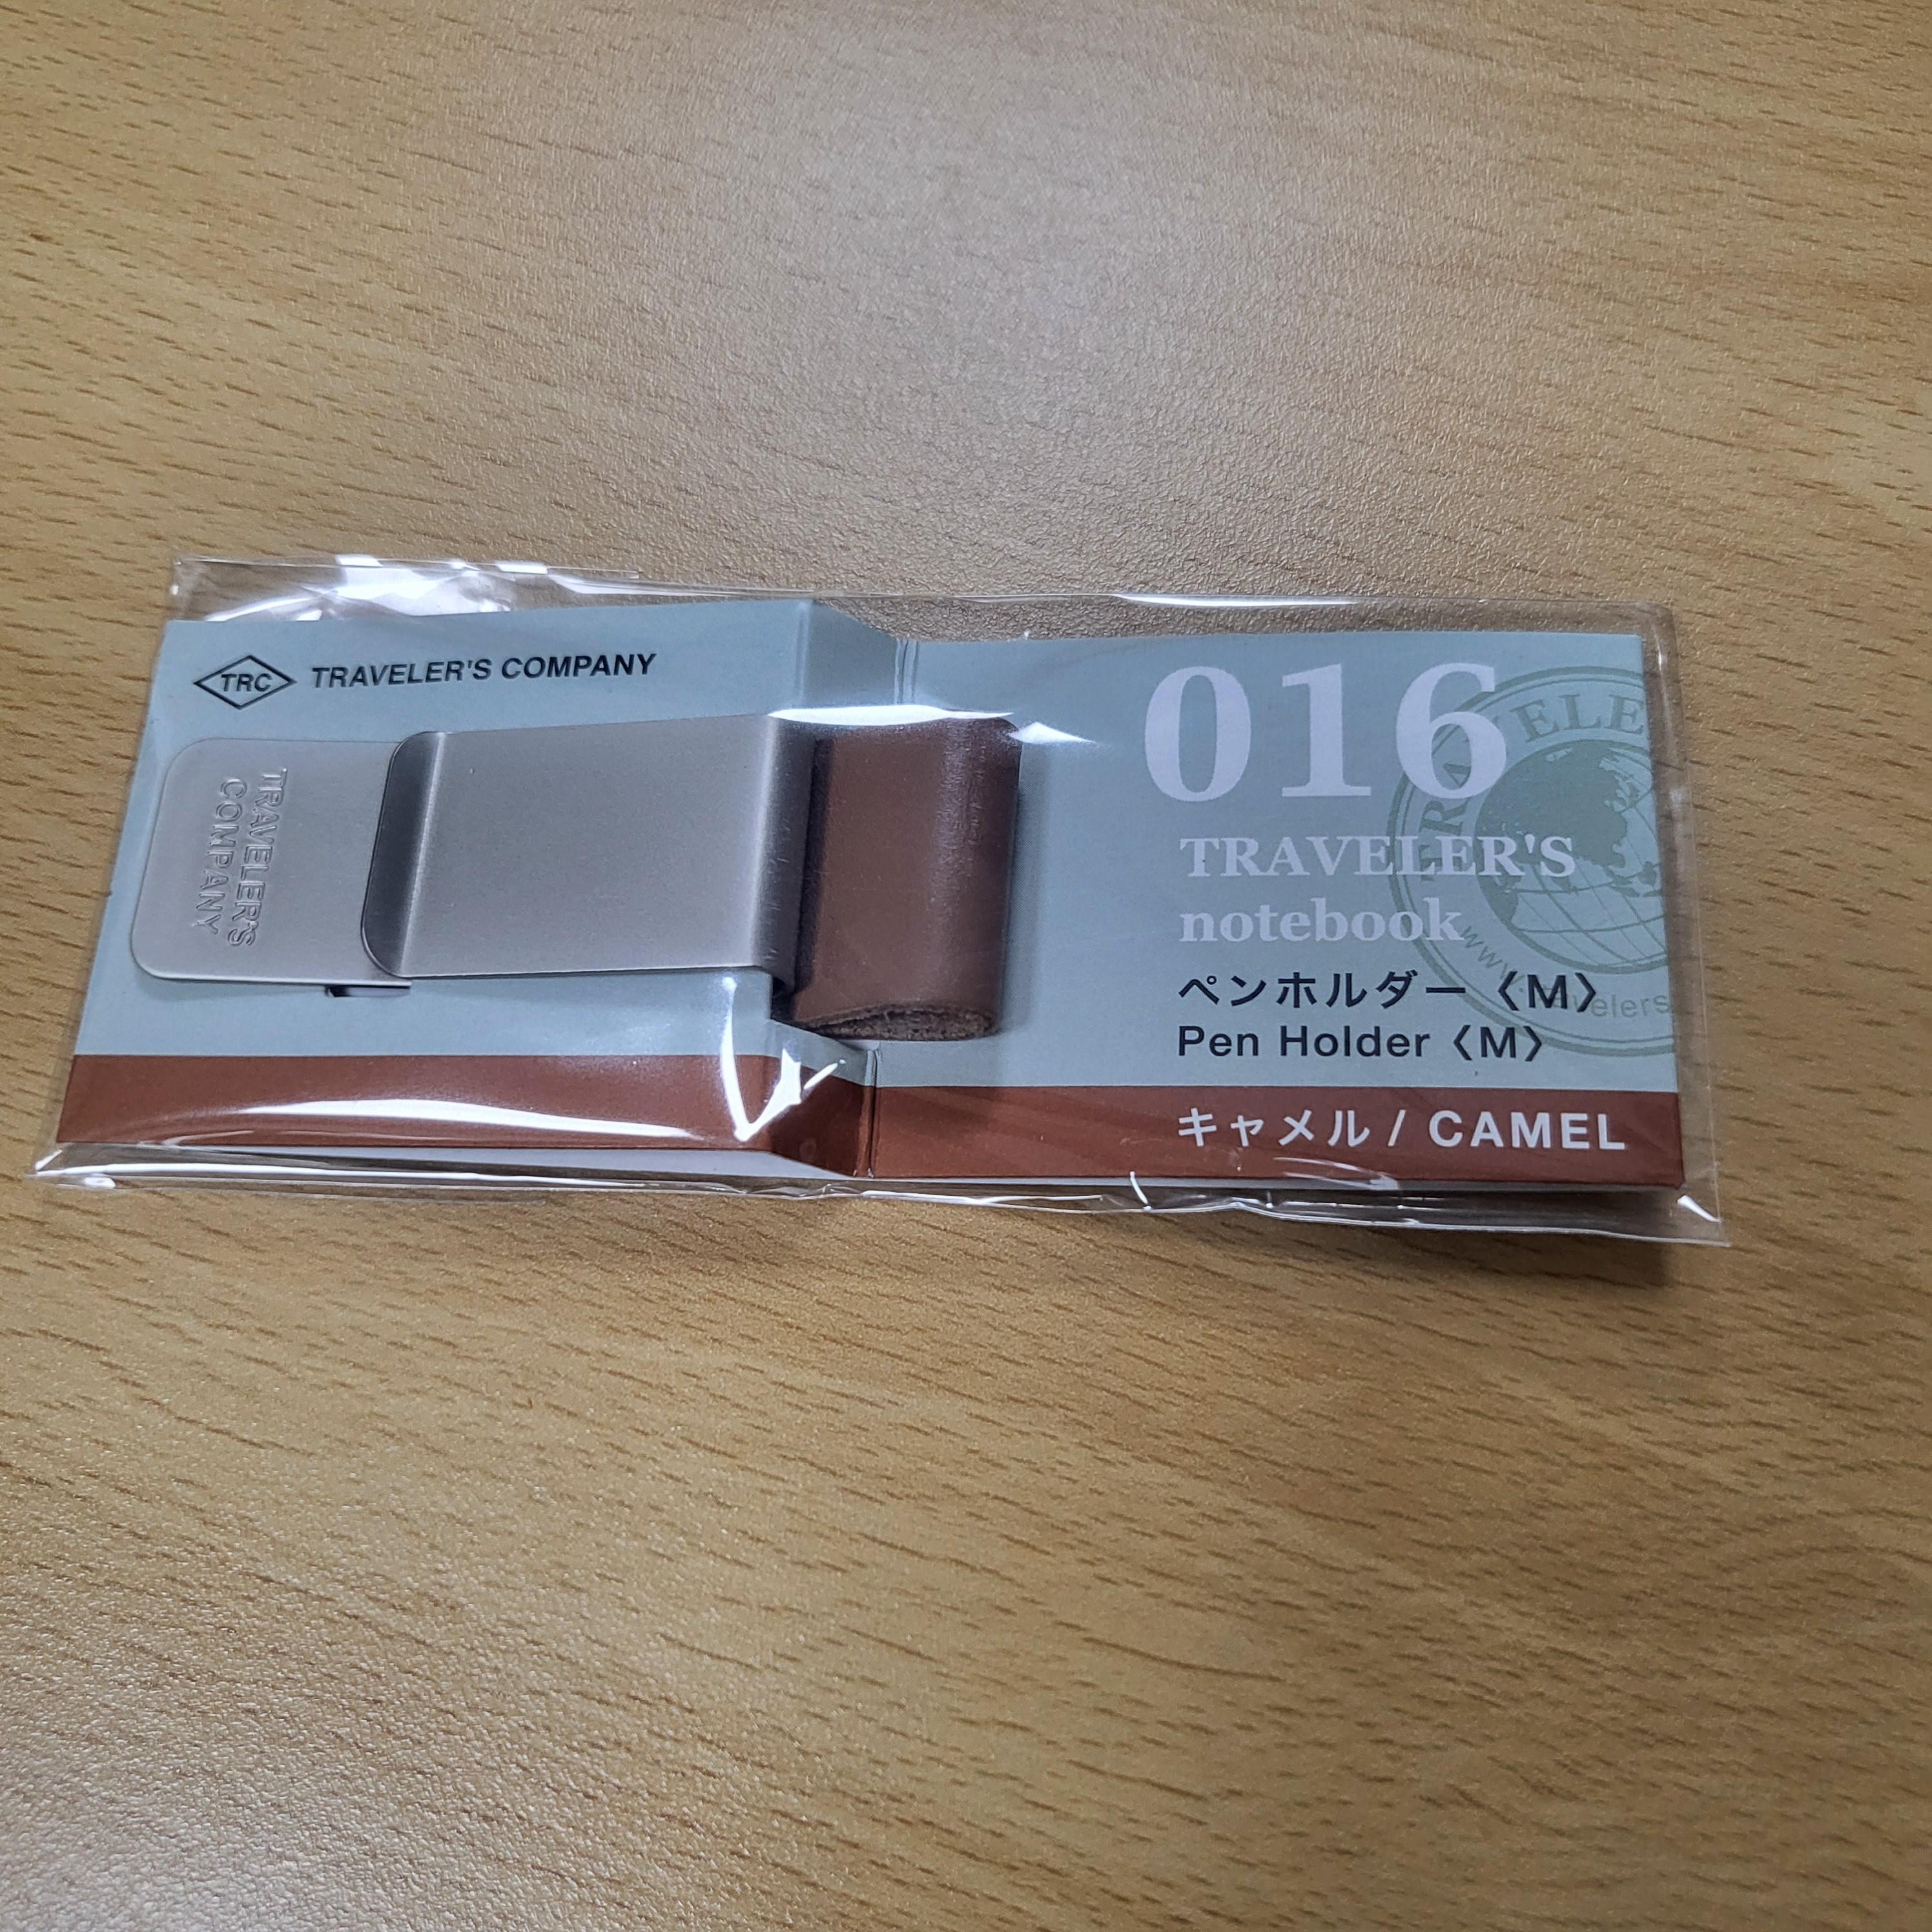 TRC TRAVELER'S COMPANY
TRAVELER'S
COMPANY
016
TRAVELER'S
notebook
ペンホルダー〈M〉
Pen Holder〈M〉
キャメル / CAMEL